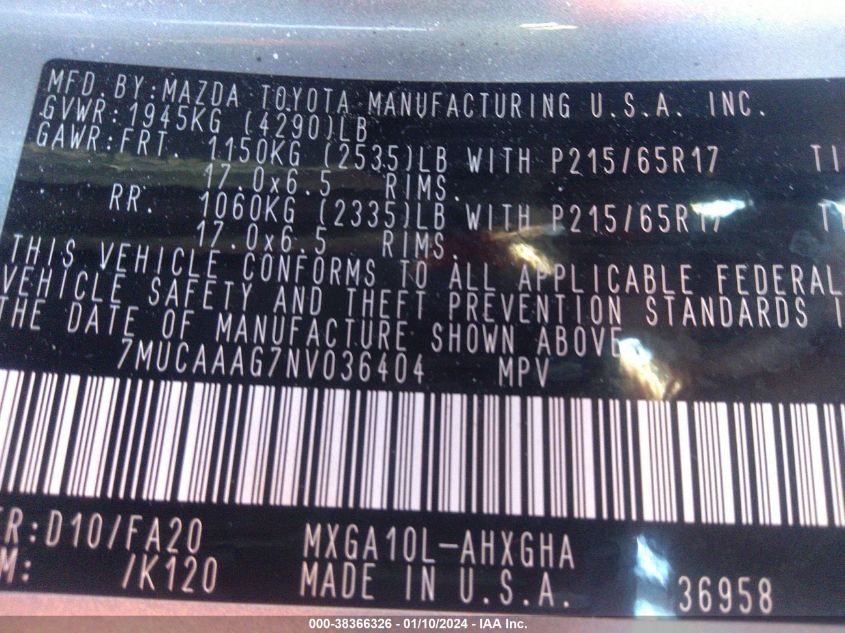 MFD. BY:MAZDA TOYOTA MANUFACTURING U.S.A. INC.
GVWR:1945KG (4290)LB
GAWR:FRT. 1150KG (2535)LB WITH P215/65R17 TI
17.0x6.5 RIMS.
RR. 1060KG (2335)LB WITH P215/65R17 TI
17.0x6.5 RIMS.
THIS VEHICLE CONFORMS TO ALL APPLICABLE FEDERAL
VEHICLE SAFETY AND THEFT PREVENTION STANDARDS I
THE DATE OF MANUFACTURE SHOWN ABOVE.
7MUCAAAG7NV036404 MPV
ER:D10/FA20 MXGA10L-AHXGHA
M: /K120 MADE IN U.S.A. 36958
000-38366326 - 01/10/2024 - IAA Inc.